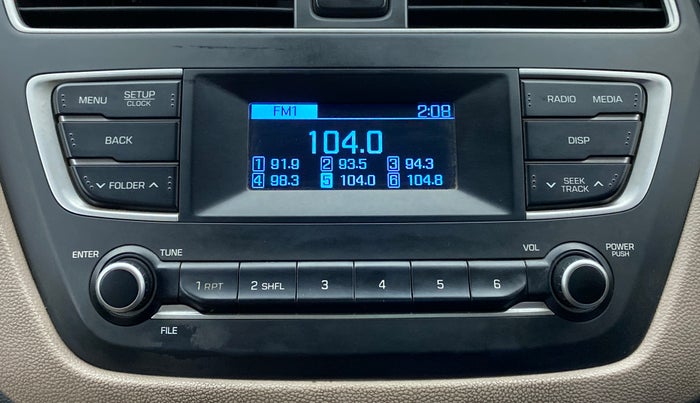 MENU
SETUP
CLOCK
BACK
FOLDER
FM1 2:08
104.0
1 91.9 2 93.5 3 94.3
4 98.3 5 104.0 6 104.8
RADIO MEDIA
DISP
SEEK
TRACK
ENTER
TUNE
FILE
1 RPT 2 SHFL 3 4 5 6
VOL
POWER
PUSH